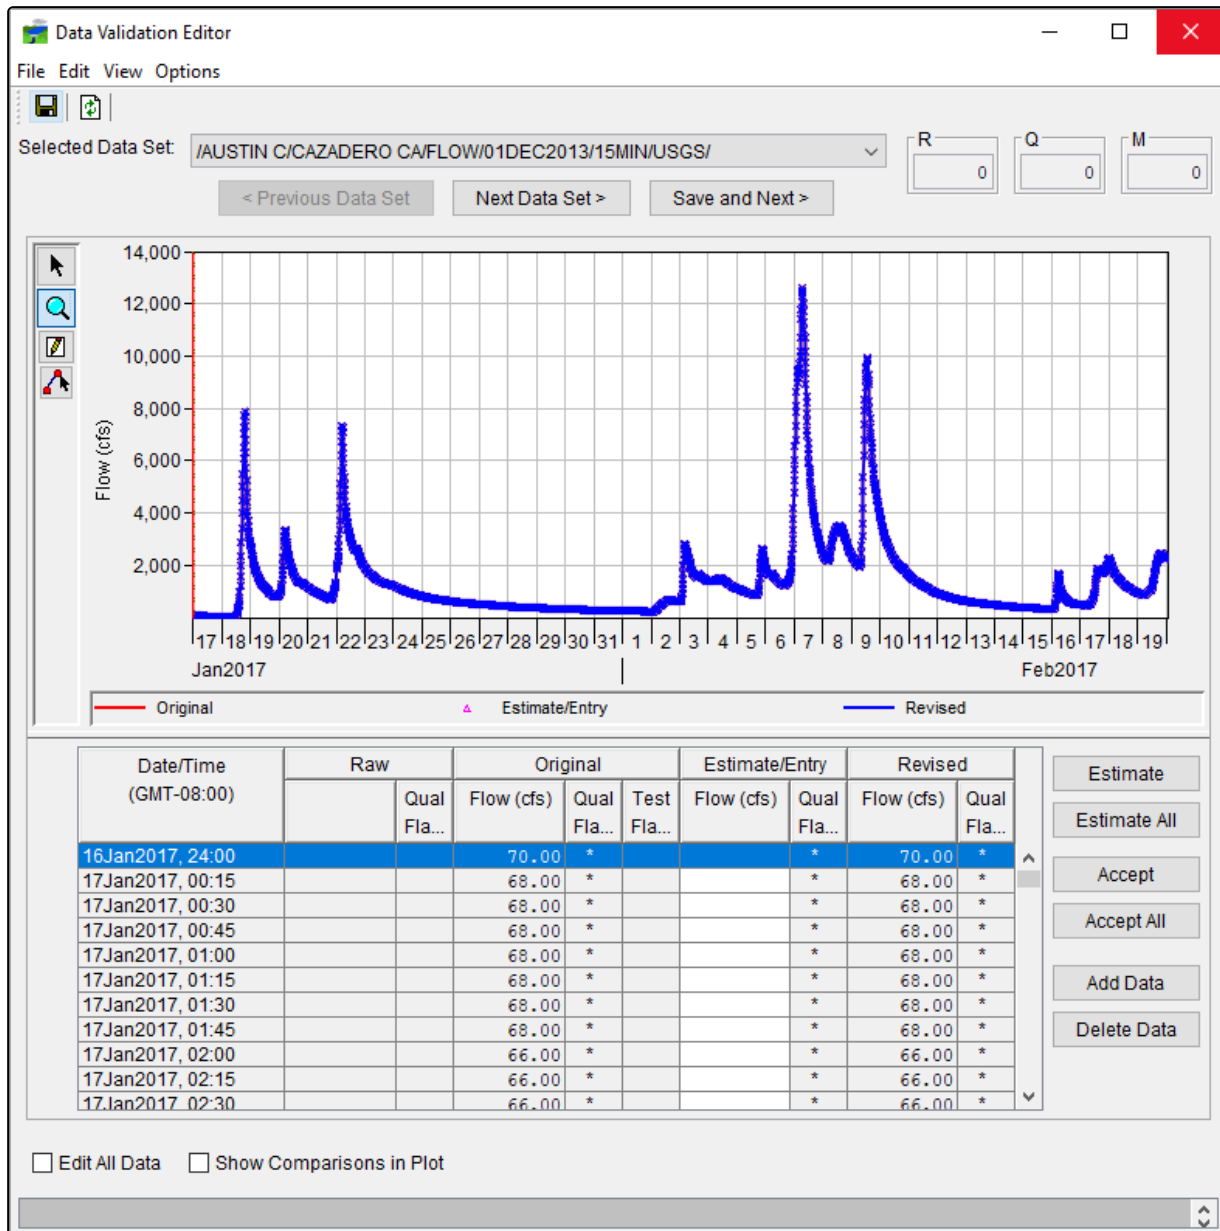 Data Validation Editor
File Edit View Options
Selected Data Set: /AUSTIN C/CAZADERO CA/FLOW/01DEC2013/15MIN/USGS/
R Q M
0 0 0
< Previous Data Set Next Data Set > Save and Next >
14,000
12,000
10,000
8,000
6,000
4,000
2,000
Flow (cfs)
17 18 19 20 21 22 23 24 25 26 27 28 29 30 31 1 2 3 4 5 6 7 8 9 10 11 12 13 14 15 16 17 18 19
Jan2017 Feb2017
Original Estimate/Entry Revised
Date/Time Raw Original Estimate/Entry Revised
(GMT-08:00) Qual Flow (cfs) Qual Test Flow (cfs) Qual Flow (cfs) Qual
Fla... Fla... Fla... Fla... Fla...
16Jan2017, 24:00 70.00 * * 70.00 *
17Jan2017, 00:15 68.00 * * 68.00 *
17Jan2017, 00:30 68.00 * * 68.00 *
17Jan2017, 00:45 68.00 * * 68.00 *
17Jan2017, 01:00 68.00 * * 68.00 *
17Jan2017, 01:15 68.00 * * 68.00 *
17Jan2017, 01:30 68.00 * * 68.00 *
17Jan2017, 01:45 68.00 * * 68.00 *
17Jan2017, 02:00 66.00 * * 66.00 *
17Jan2017, 02:15 66.00 * * 66.00 *
17Jan2017, 02:30 66.00 * * 66.00 *
Estimate
Estimate All
Accept
Accept All
Add Data
Delete Data
Edit All Data Show Comparisons in Plot